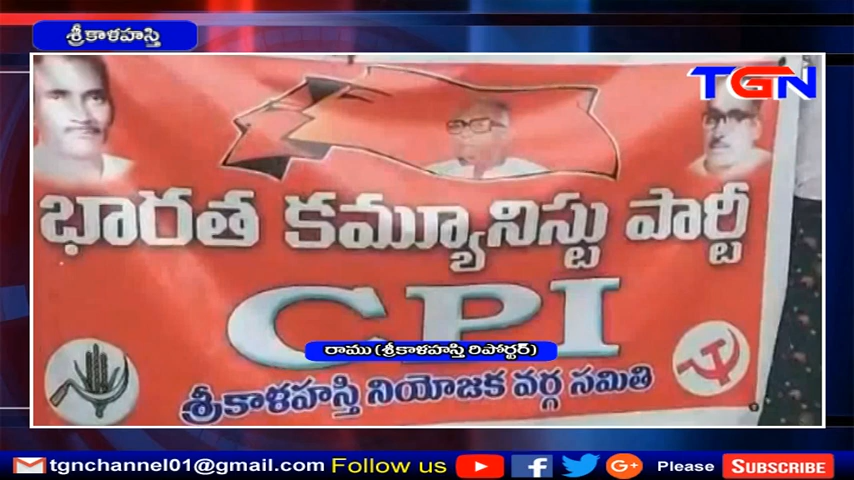 శ్రీకాళహస్తి
TGN
భారత కమ్యూనిస్టు పార్టీ
CPI
రాము (శ్రీకాళహస్తి రిపోర్టర్)
శ్రీకాళహస్తి నియోజక వర్గ సమితి
tgnchannel01@gmail.com Follow us f G+ Please SUBSCRIBE